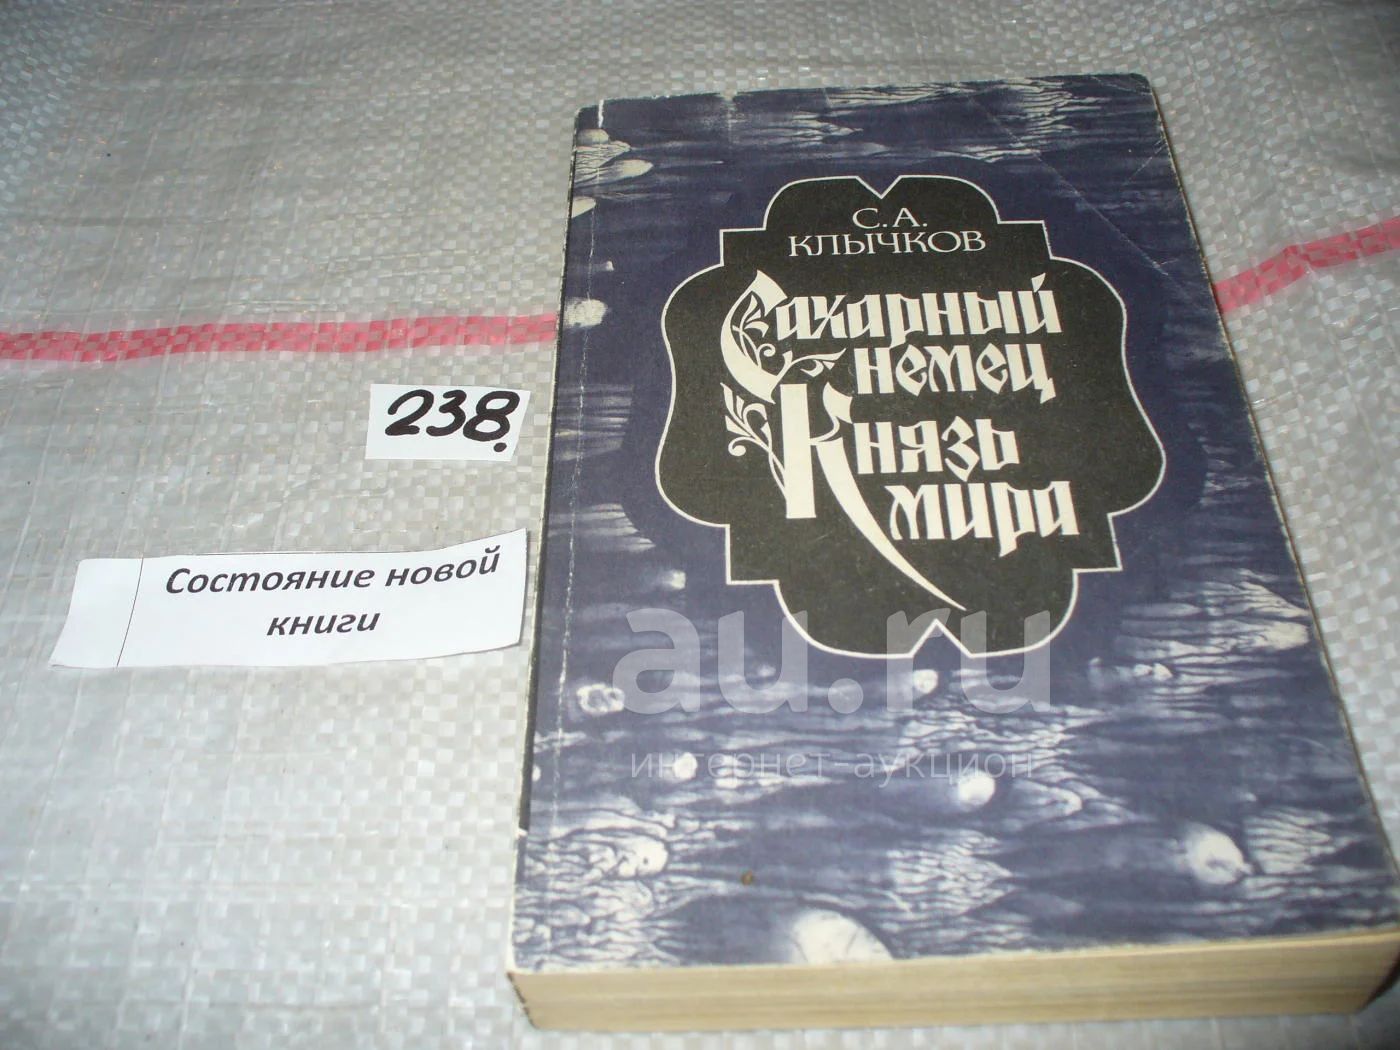 С.А.
КЛЫЧКОВ
Сахарный
немец
Князь
мира
238.
Состояние новой
книги
au.ru
интернет-аукцион